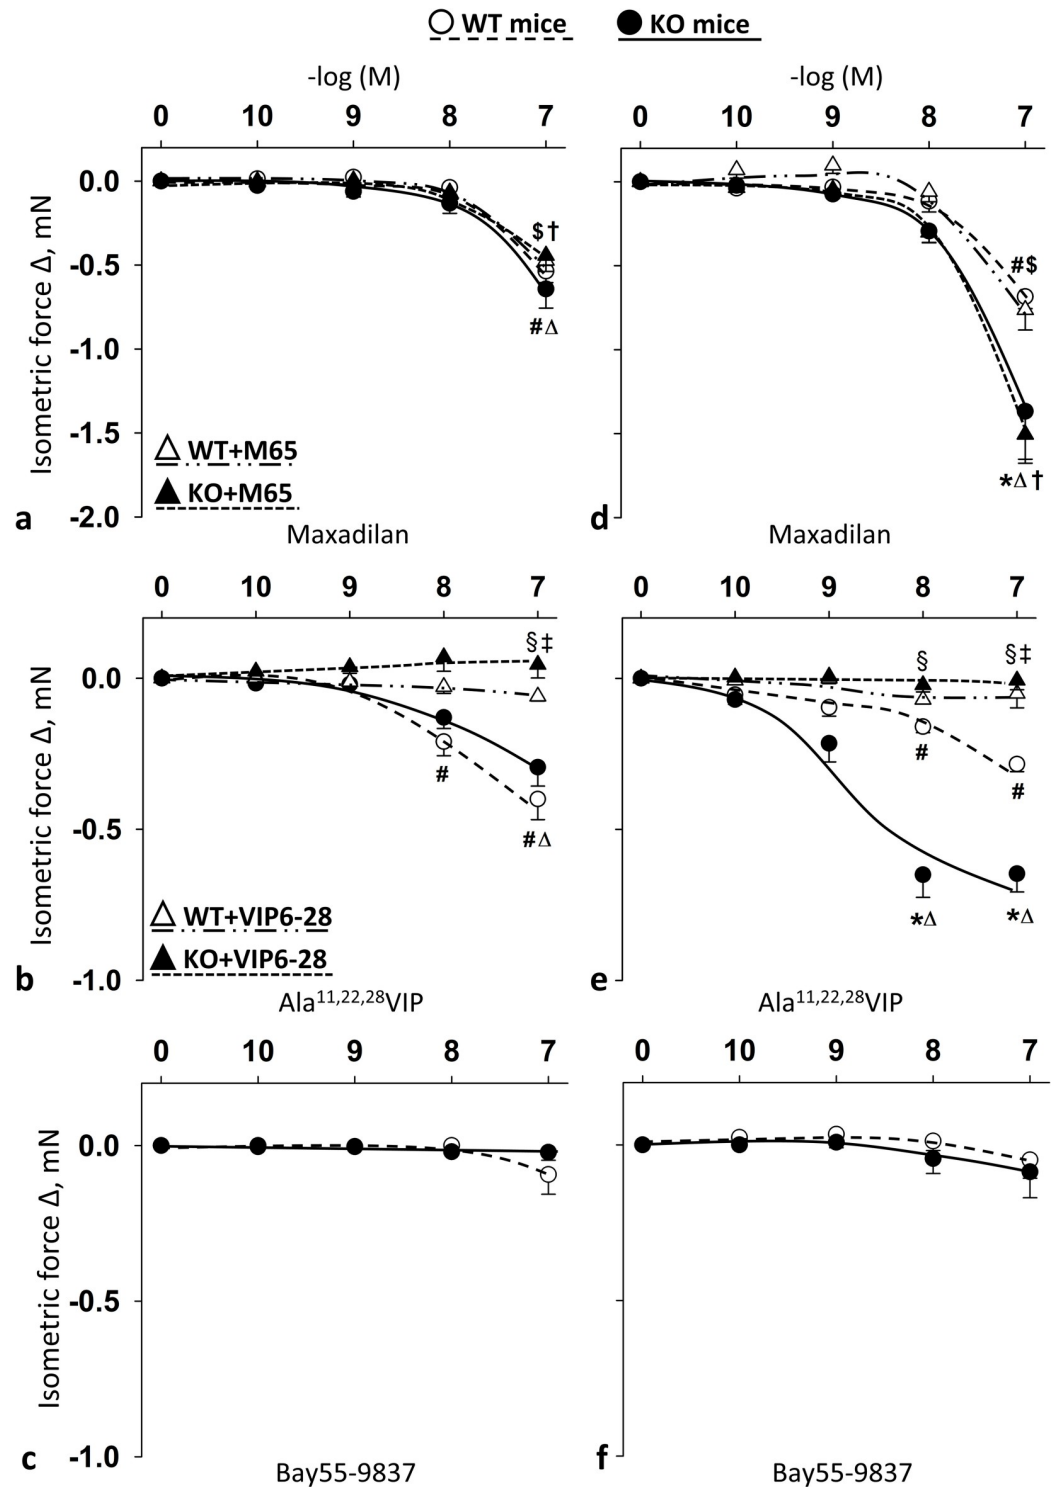 WT mice KO mice
-log (M) -log (M)
0 10 9 8 7 0 10 9 8 7
0.0
-0.5
-1.0
-1.5
-2.0
Isometric force Δ, mN
$† #$
#Δ
WT+M65
KO+M65
*Δ†
a d
Maxadilan Maxadilan
0 10 9 8 7 0 10 9 8 7
0.0
-0.5
-1.0
Isometric force Δ, mN
§‡ § §‡
# # #
#Δ
WT+VIP6-28
KO+VIP6-28
*Δ *Δ
b e
Ala11,22,28VIP Ala11,22,28VIP
0 10 9 8 7 0 10 9 8 7
0.0
-0.5
-1.0
Isometric force Δ, mN
c f
Bay55-9837 Bay55-9837